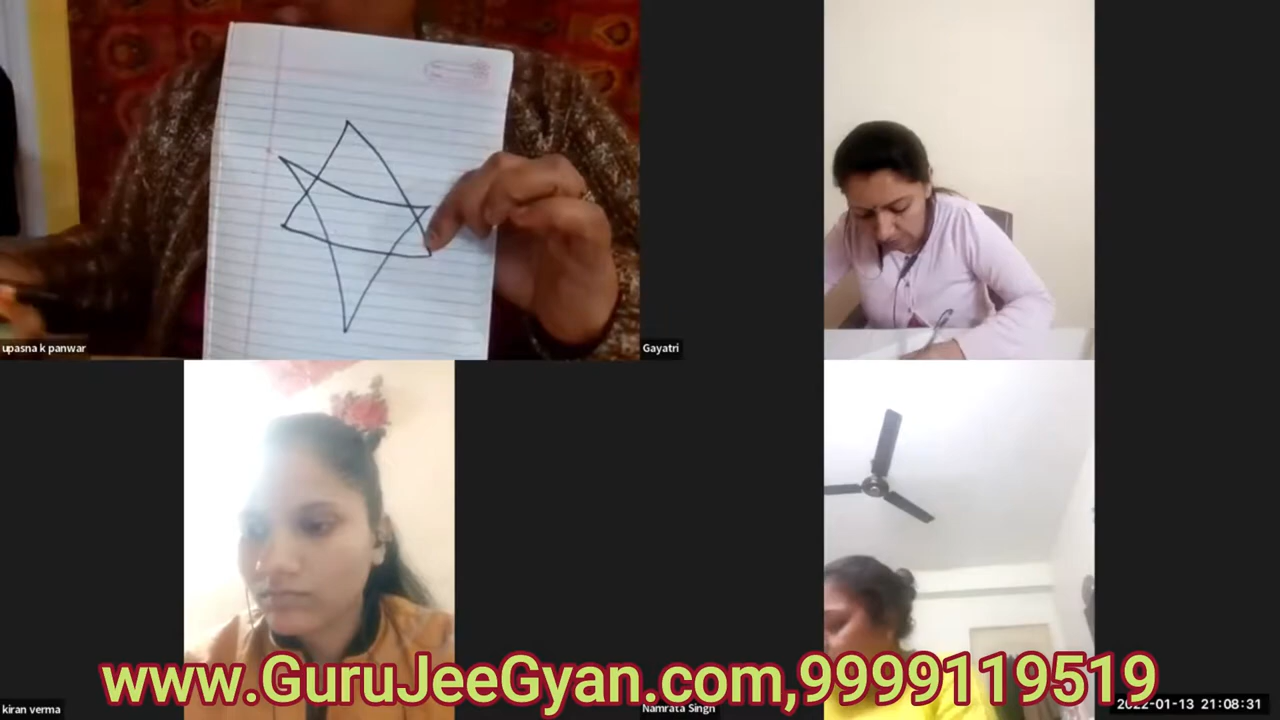 upasna k panwar
Gayatri
kiran verma
Namrata Singh
www.GuruJeeGyan.com,9999119519
2022-01-13 21:08:31